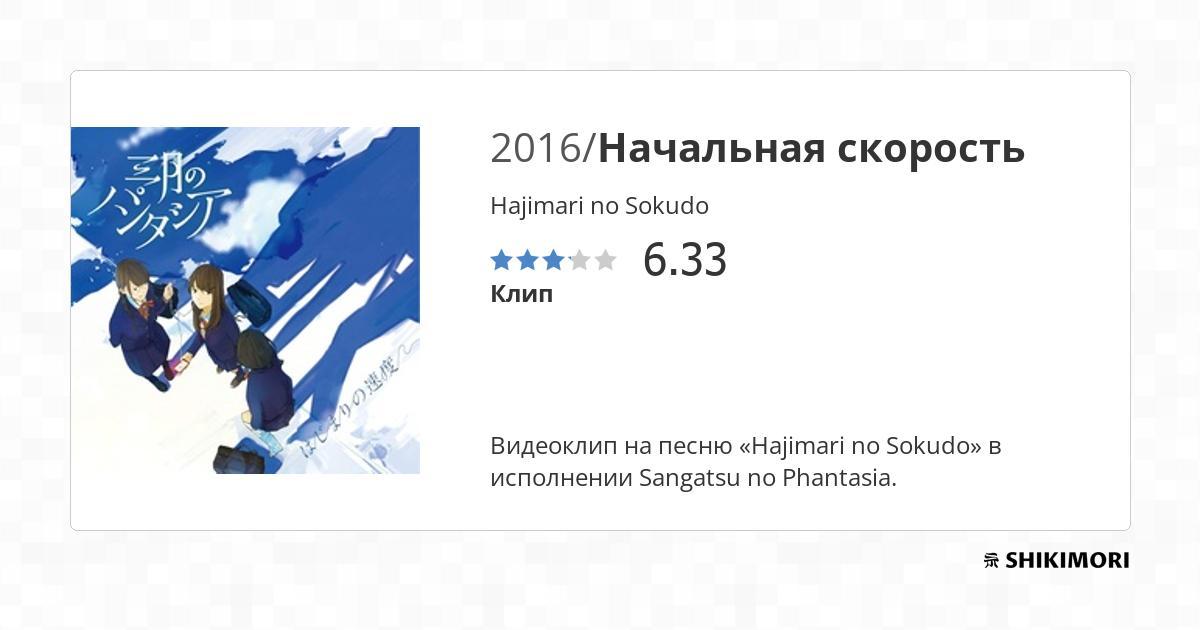 三月の
パンタシア
はじまりの速度
2016/Начальная скорость
Hajimari no Sokudo
6.33
Клип
Видеоклип на песню «Hajimari no Sokudo» в
исполнении Sangatsu no Phantasia.
SHIKIMORI